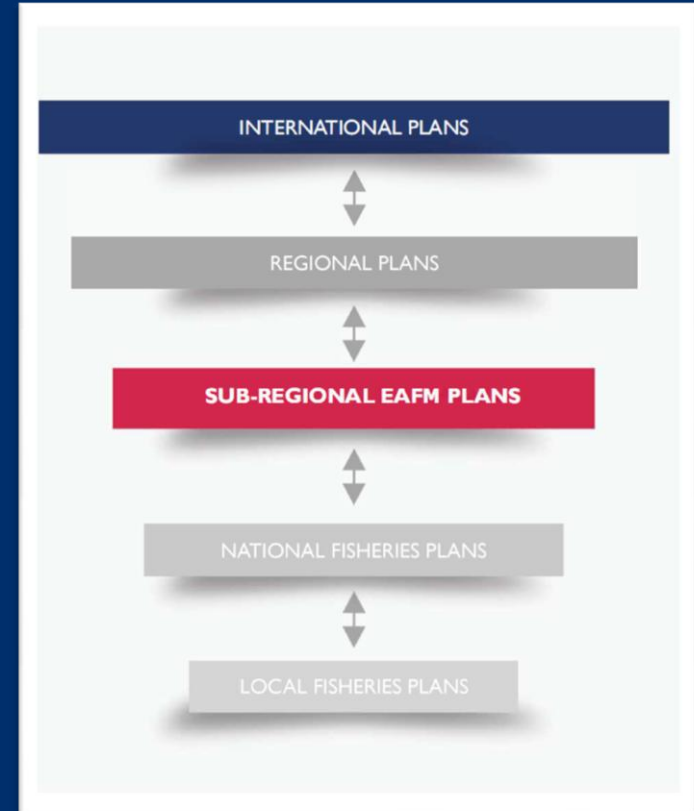 INTERNATIONAL PLANS
REGIONAL PLANS
SUB-REGIONAL EAFM PLANS
NATIONAL FISHERIES PLANS
LOCAL FISHERIES PLANS